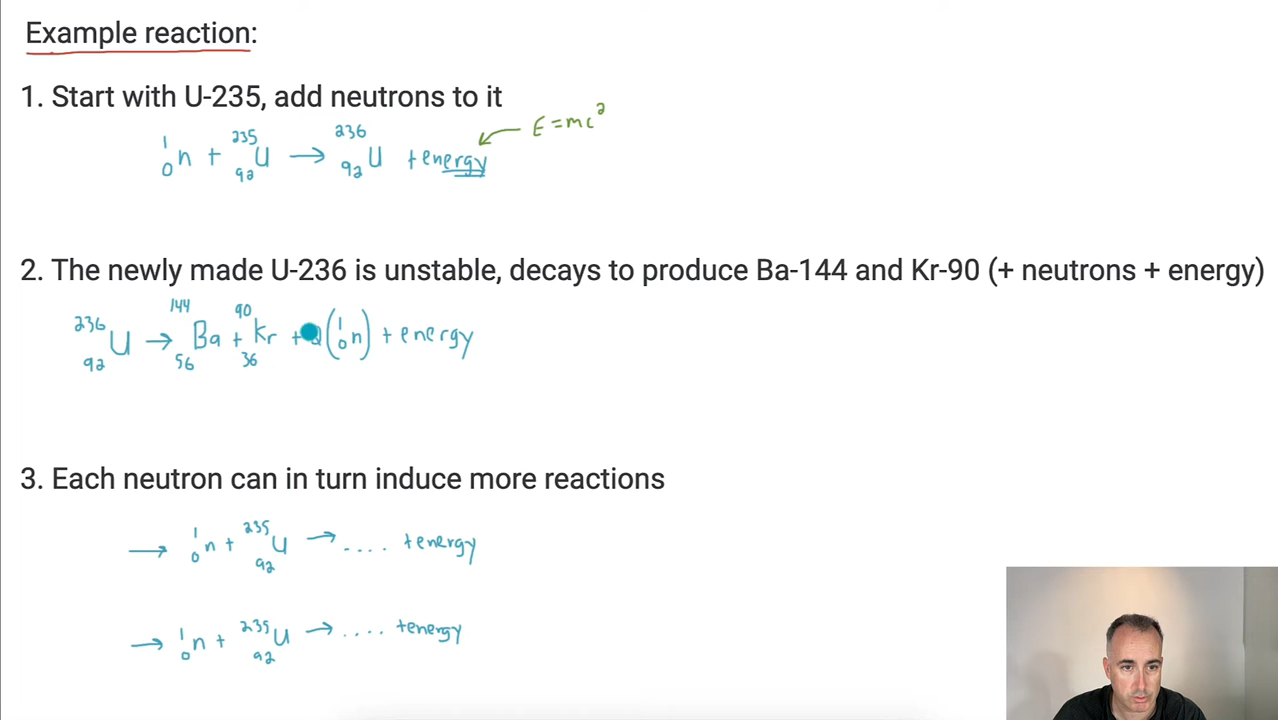 Example reaction:
1. Start with U-235, add neutrons to it
E=mc²
¹₀n + ²³⁵₉₂U → ²³⁶₉₂U + energy
2. The newly made U-236 is unstable, decays to produce Ba-144 and Kr-90 (+ neutrons + energy)
²³⁶₉₂U → ¹⁴⁴₅₆Ba + ⁹⁰₃₆Kr + (¹₀n) + energy
3. Each neutron can in turn induce more reactions
→ ¹₀n + ²³⁵₉₂U → .... + energy
→ ¹₀n + ²³⁵₉₂U → .... + energy